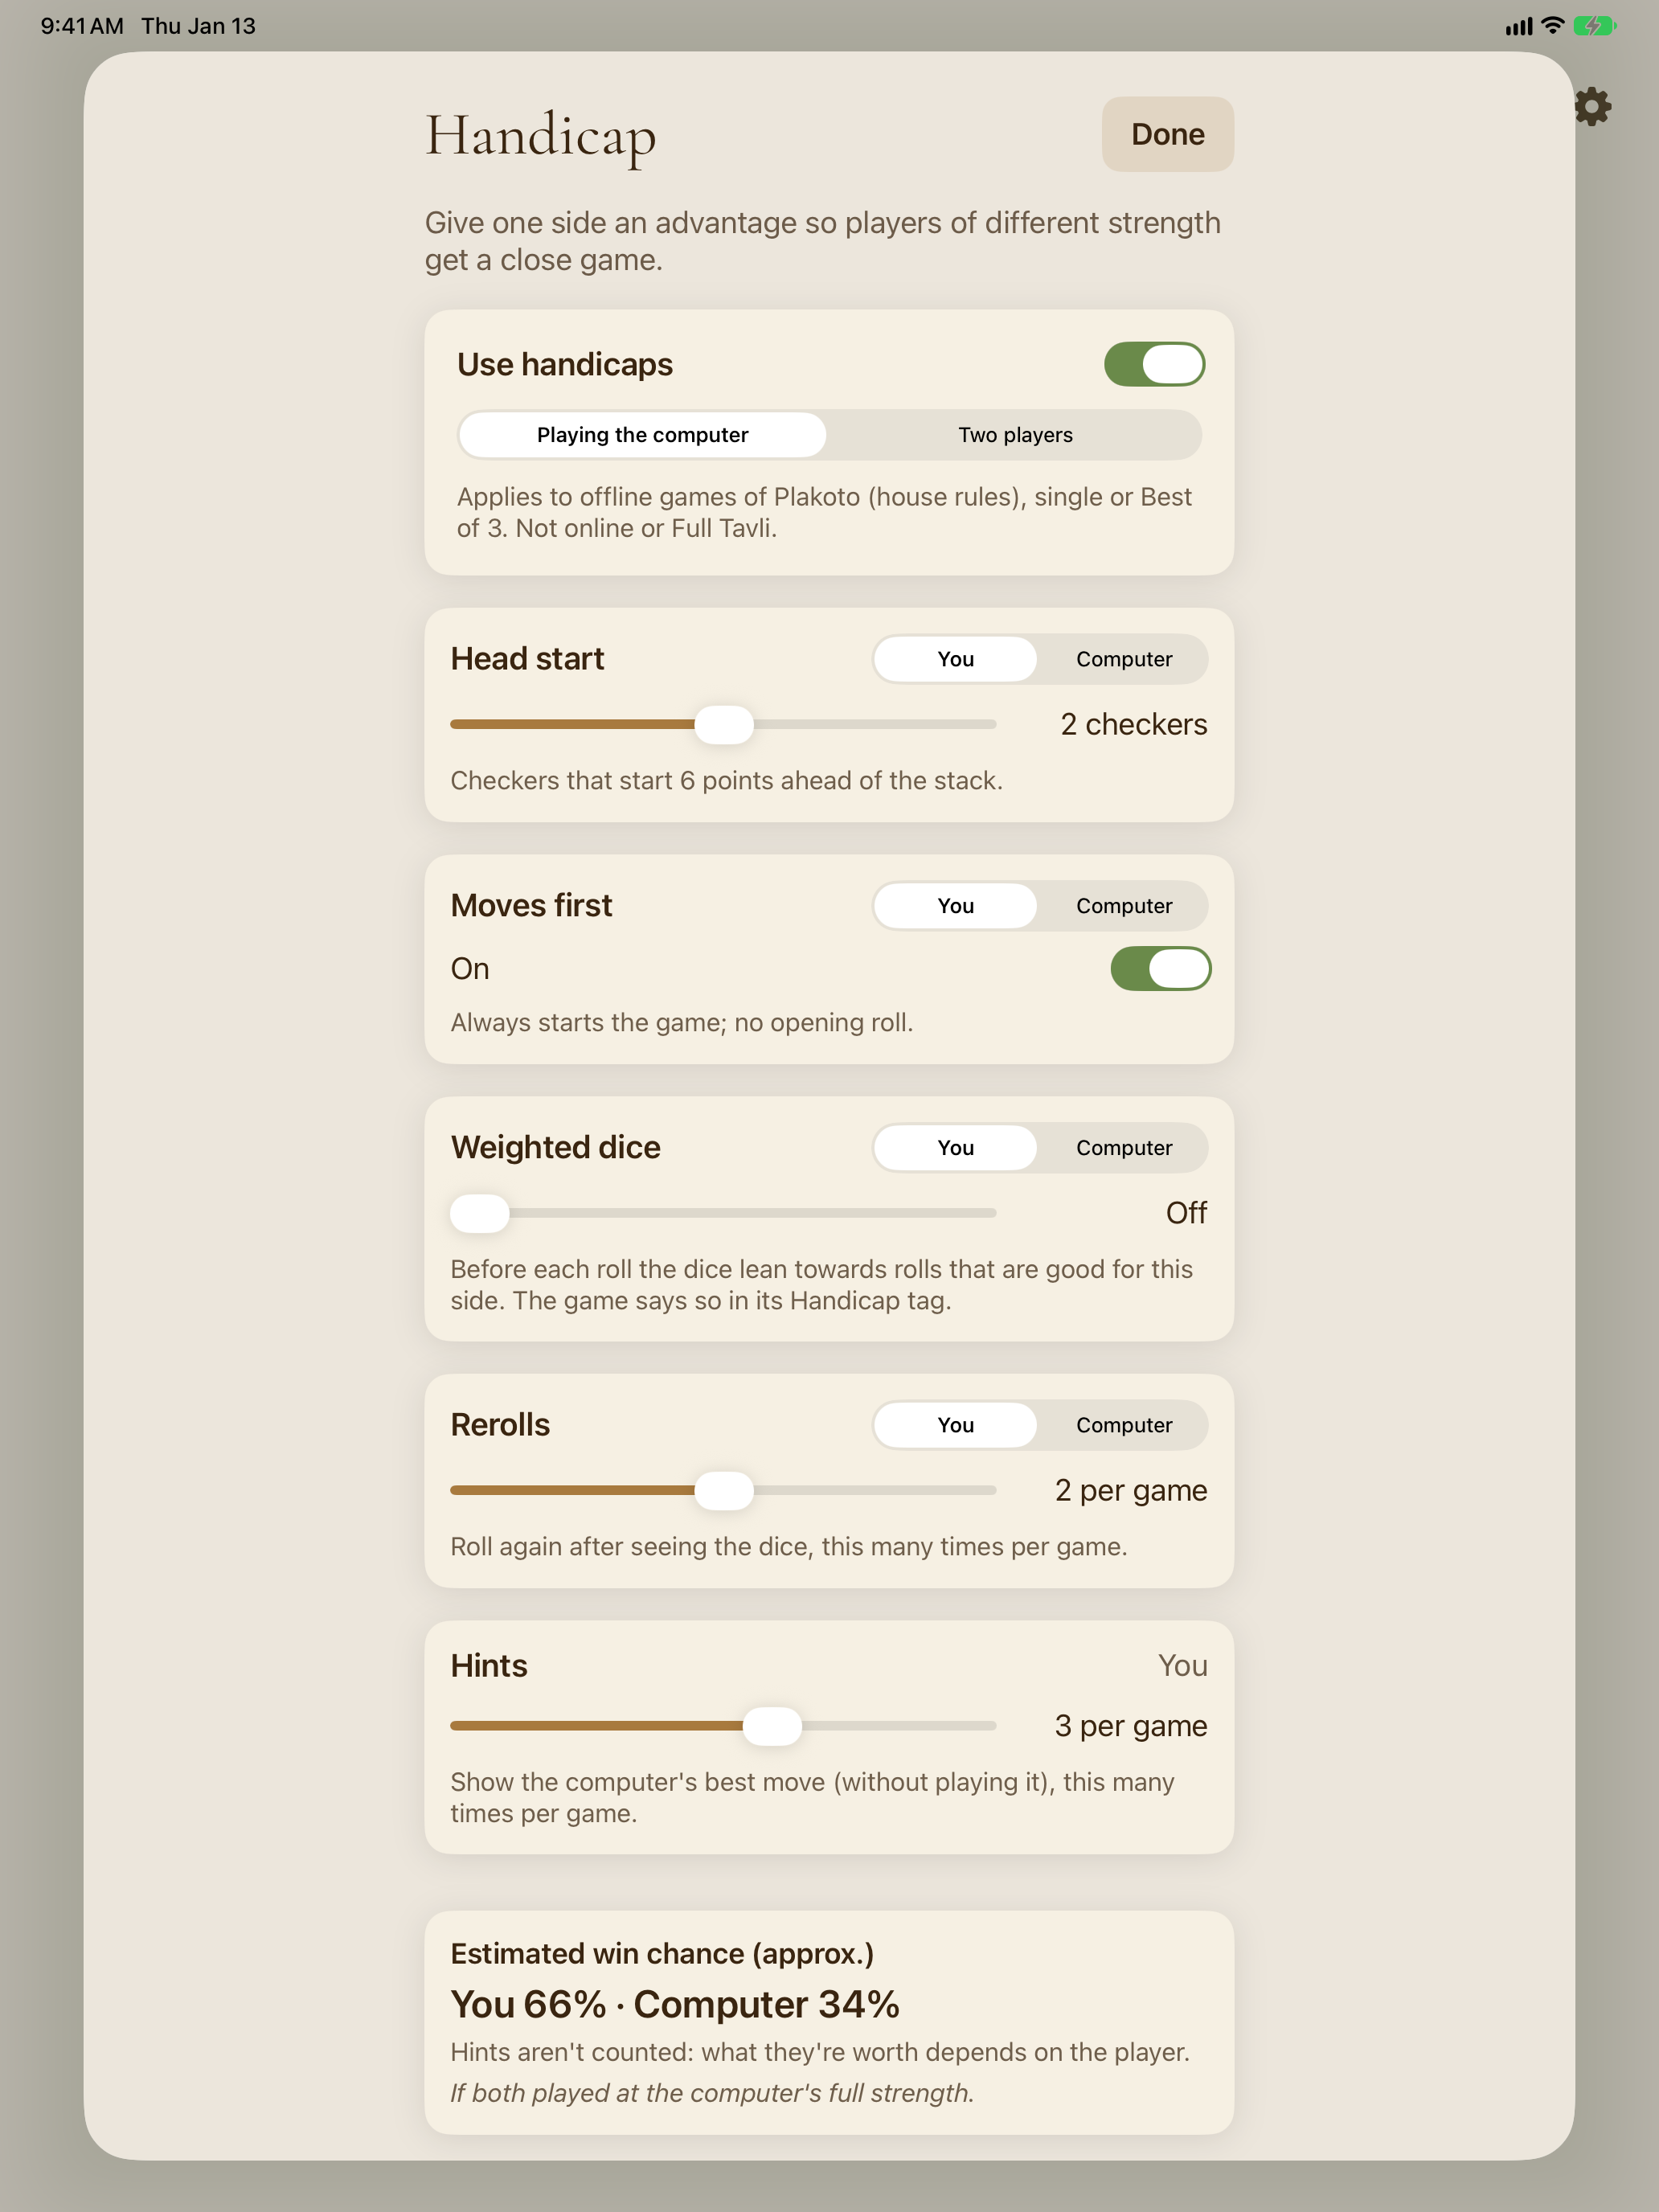 9:41 AM Thu Jan 13
Handicap
Done
Give one side an advantage so players of different strength
get a close game.
Use handicaps
Playing the computer
Two players
Applies to offline games of Plakoto (house rules), single or Best
of 3. Not online or Full Tavli.
Head start
You
Computer
2 checkers
Checkers that start 6 points ahead of the stack.
Moves first
You
Computer
On
Always starts the game; no opening roll.
Weighted dice
You
Computer
Off
Before each roll the dice lean towards rolls that are good for this
side. The game says so in its Handicap tag.
Rerolls
You
Computer
2 per game
Roll again after seeing the dice, this many times per game.
Hints
You
3 per game
Show the computer's best move (without playing it), this many
times per game.
Estimated win chance (approx.)
You 66% · Computer 34%
Hints aren't counted: what they're worth depends on the player.
If both played at the computer's full strength.